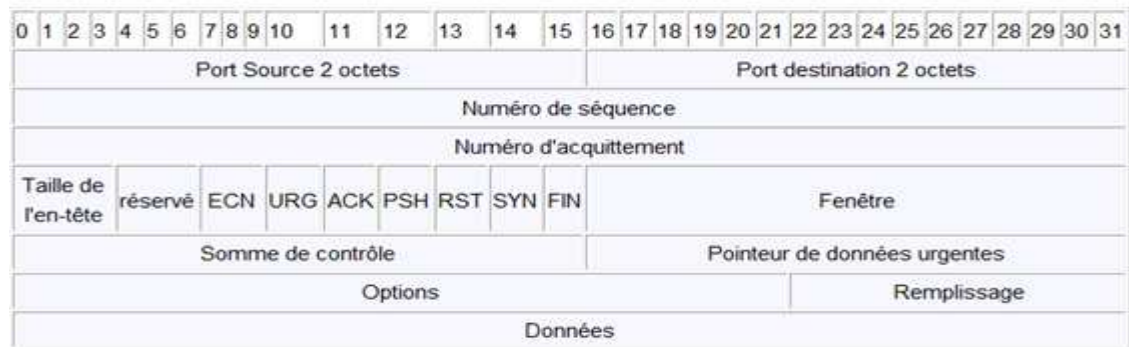 0 1 2 3 4 5 6 7 8 9 10 11 12 13 14 15 16 17 18 19 20 21 22 23 24 25 26 27 28 29 30 31
Port Source 2 octets Port destination 2 octets
Numéro de séquence
Numéro d'acquittement
Taille de
l'en-tête
réservé ECN URG ACK PSH RST SYN FIN Fenêtre
Somme de contrôle Pointeur de données urgentes
Options Remplissage
Données